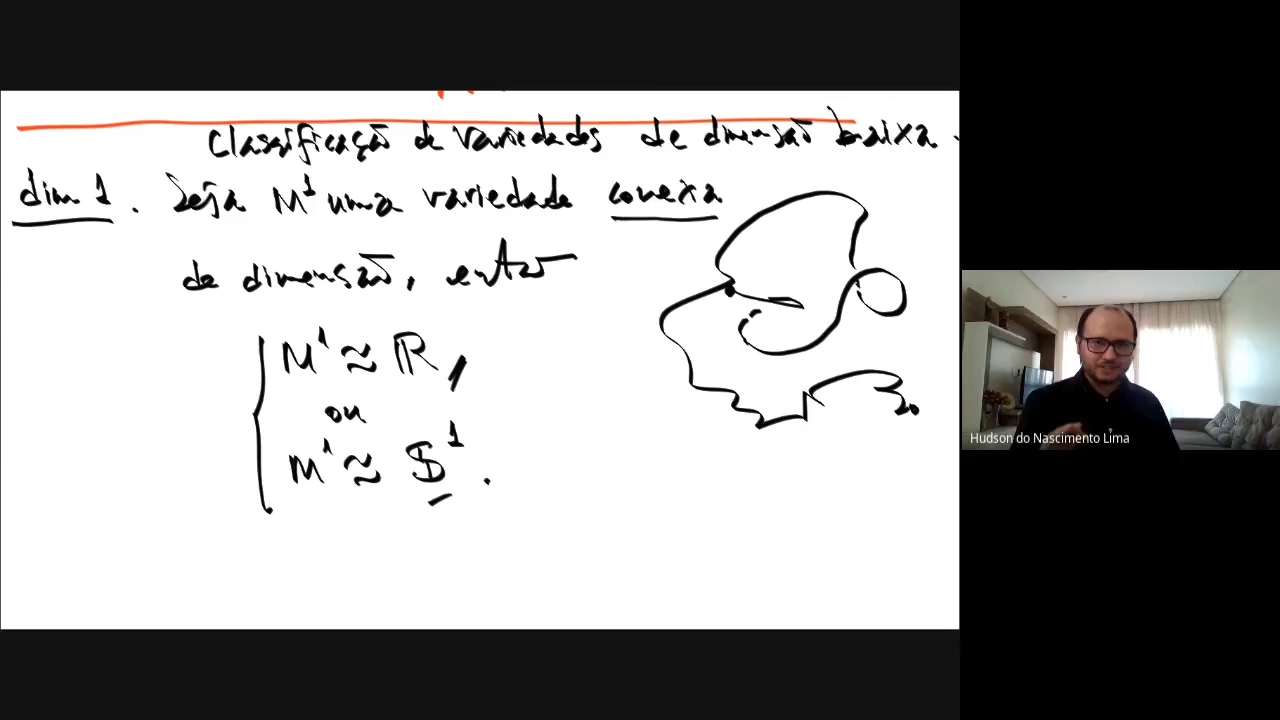 Classificação de variedades de dimensão baixa.
dim 1. Seja M¹ uma variedade conexa
de dimensão, então
M¹ ≈ ℝ,
ou
M¹ ≈ 𝕊¹.
Hudson do Nascimento Lima